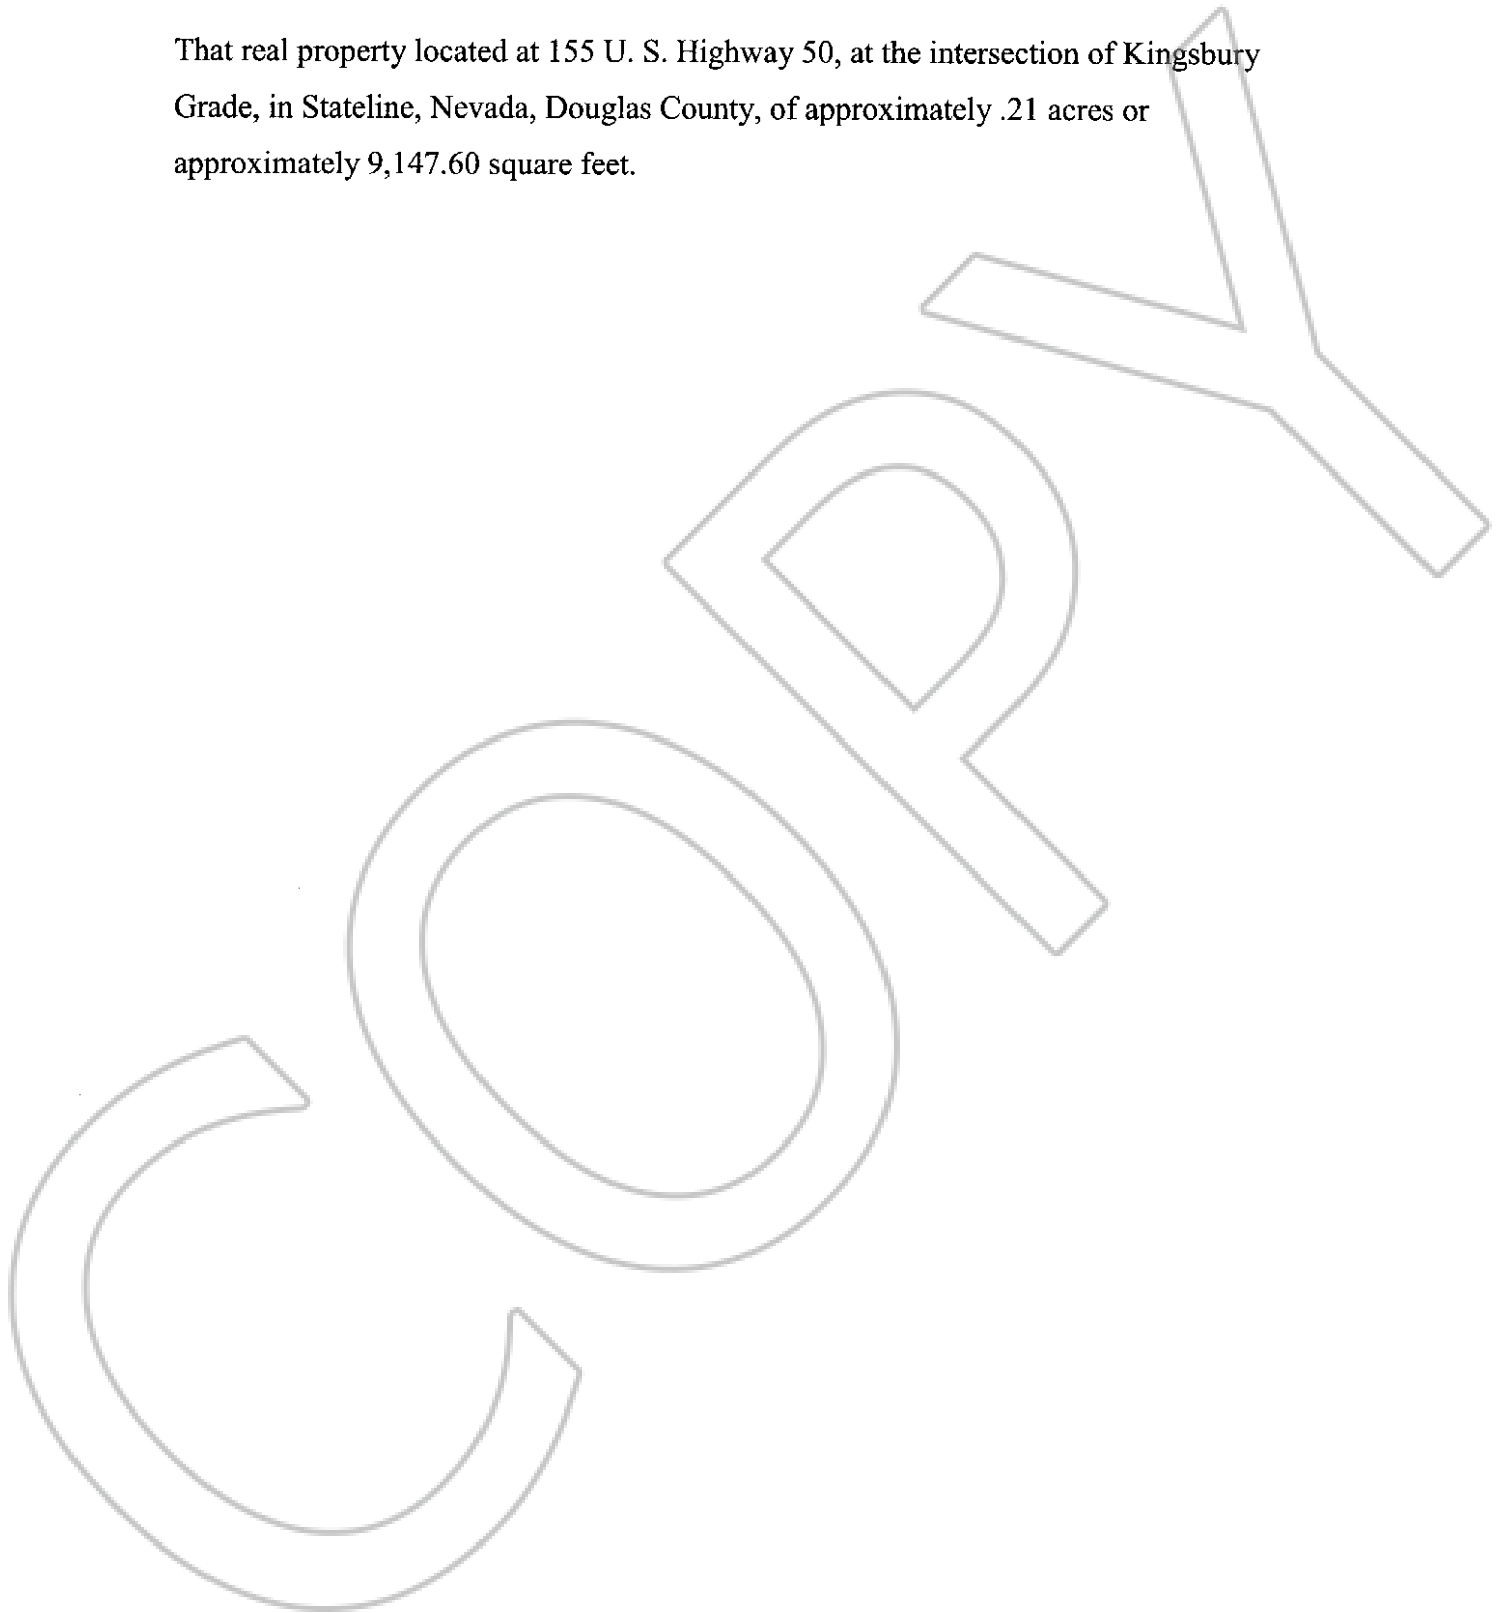 That real property located at 155 U. S. Highway 50, at the intersection of Kingsbury
Grade, in Stateline, Nevada, Douglas County, of approximately .21 acres or
approximately 9,147.60 square feet.
COPY